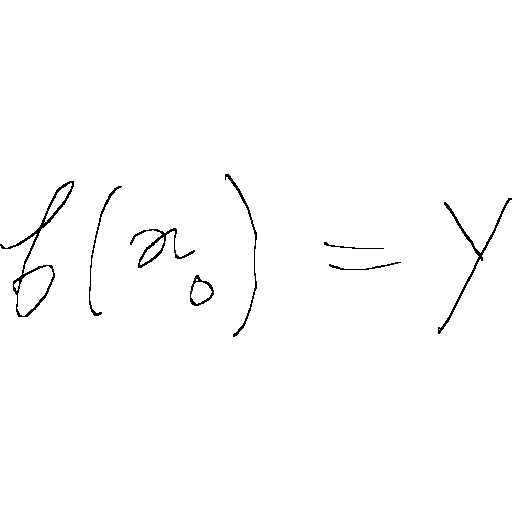 f(x₀) = y